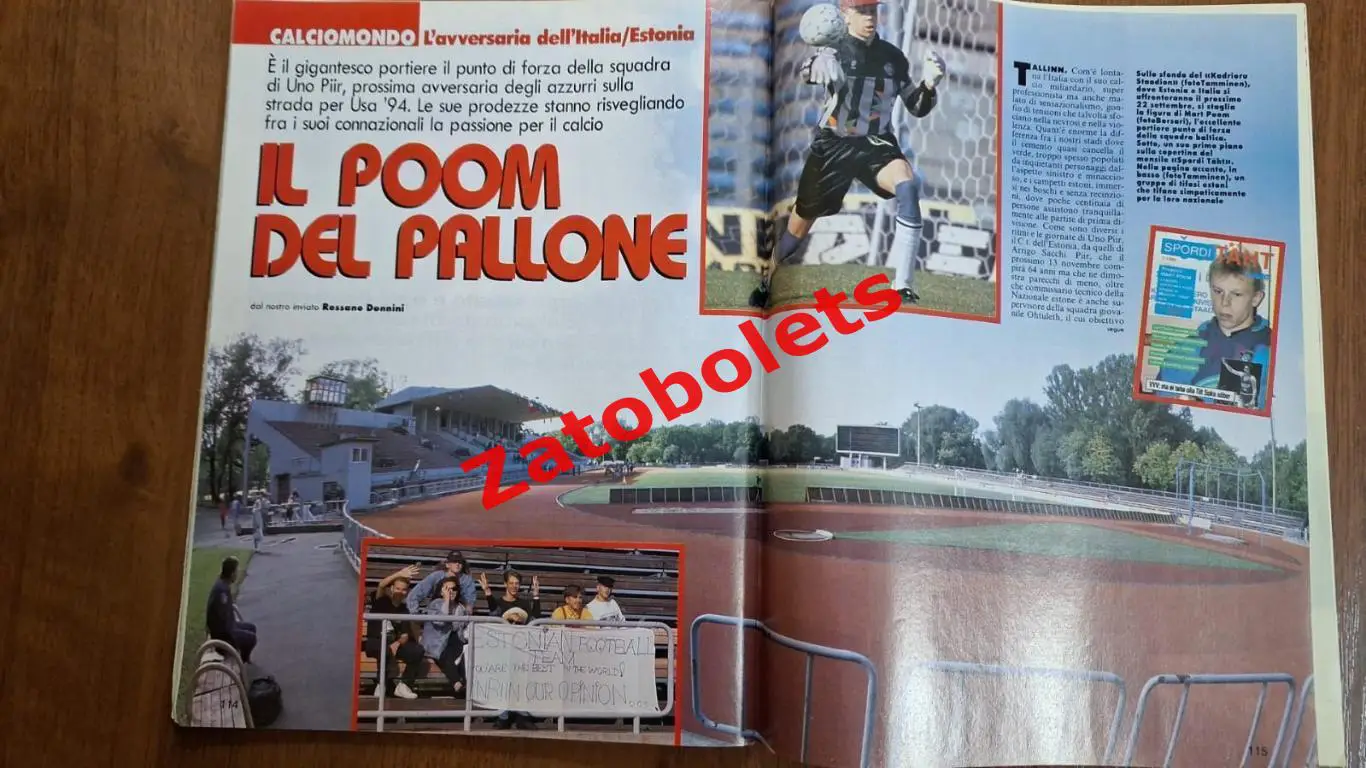 CALCIOMONDO L'avversaria dell'Italia/Estonia
È il gigantesco portiere il punto di forza della squadra
di Uno Piir, prossima avversaria degli azzurri sulla
strada per Usa '94. Le sue prodezze stanno risvegliando
fra i suoi connazionali la passione per il calcio
IL POOM
DEL PALLONE
dal nostro inviato Rossano Donnini
TALLINN. Com'è lonta-
na l'Italia con il suo cal-
cio miliardario, super
professionista ma anche ma-
lato di sensazionalismo, gon-
fio di tensioni che talvolta sfo-
ciano nella nevrosi e nella vio-
lenza. Quant'è enorme la dif-
ferenza fra i nostri stadi dove
il cemento quasi cancella il
verde, troppo spesso popolati
da inquietanti personaggi dal-
l'aspetto sinistro e minaccio-
so, e i campetti estoni, immer-
si nei boschi e senza recinzio-
ni, dove poche centinaia di
persone assistono tranquilla-
mente alle partite di prima di-
visione. Come sono diversi i
ritmi e le giornate di Uno Piir,
il C.t. dell'Estonia, da quelli di
Arrigo Sacchi. Piir, che il
prossimo 13 novembre com-
pirà 64 anni ma che ne dimo-
stra parecchi di meno, oltre
che commissario tecnico della
Nazionale estone è anche su-
pervisore della squadra giova-
nile Ohtuleth, il cui obiettivo
segue
Sullo sfondo del «Kadrioru
Staadion» (fotoTamminen),
dove Estonia e Italia si
affronteranno il prossimo
22 settembre, si staglia
la figura di Mart Poom
(fotoBorsari), l'eccellente
portiere punto di forza
della squadra baltica.
Sotto, un suo primo piano
sulla copertina del
mensile «Spordi Täht».
Nella pagina accanto, in
basso (fotoTamminen), un
gruppo di tifosi estoni
che tifano simpaticamente
per la loro nazionale
SPORDI TÄHT
MART POOM
Zatobolets
ESTONIAN FOOTBALL
TEAM
YOU ARE THE BEST IN THE WORLD!
IN OUR OPINION...
114
115